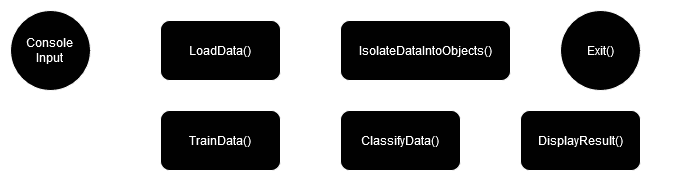 Console
Input
LoadData()
IsolateDataIntoObjects()
Exit()
TrainData()
ClassifyData()
DisplayResult()